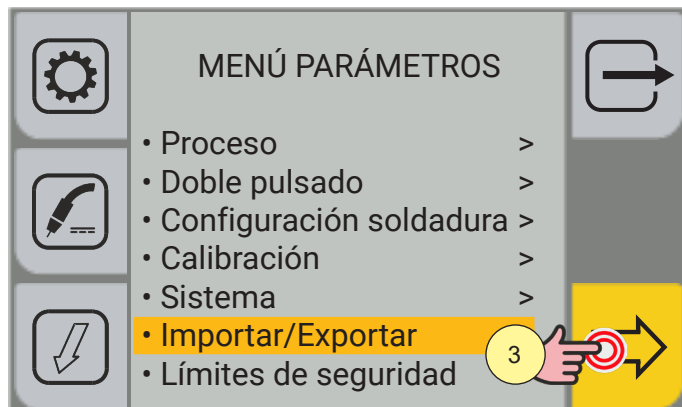 MENÚ PARÁMETROS
• Proceso >
• Doble pulsado >
• Configuración soldadura >
• Calibración >
• Sistema >
• Importar/Exportar
3
• Límites de seguridad